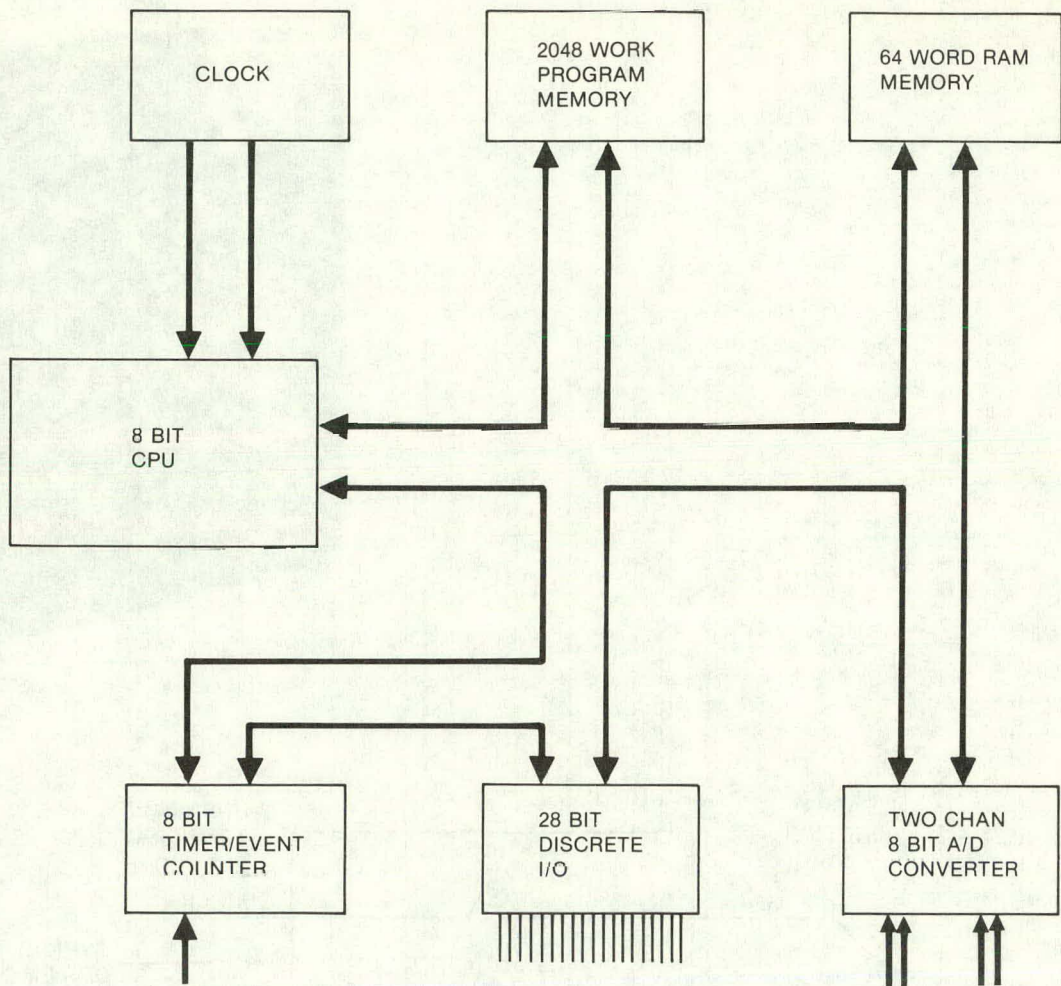 CLOCK
2048 WORK
PROGRAM
MEMORY
64 WORD RAM
MEMORY
8 BIT
CPU
8 BIT
TIMER/EVENT
COUNTER
28 BIT
DISCRETE
I/O
TWO CHAN
8 BIT A/D
CONVERTER